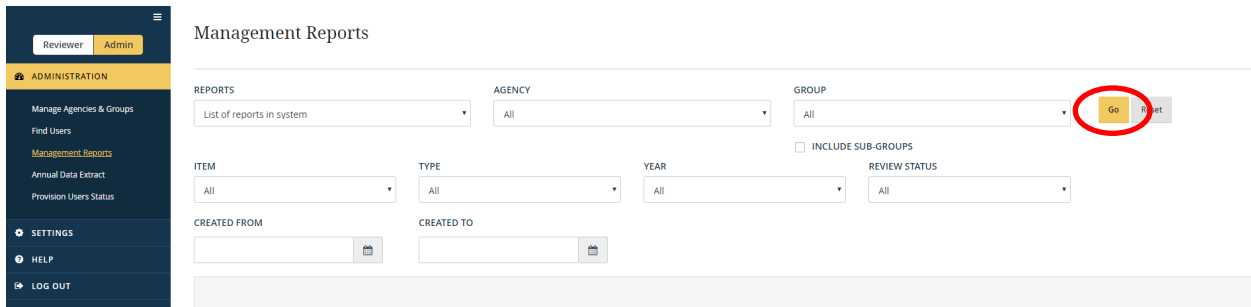 Reviewer Admin
ADMINISTRATION
Manage Agencies & Groups
Find Users
Management Reports
Annual Data Extract
Provision Users Status
SETTINGS
HELP
LOG OUT
Management Reports
REPORTS AGENCY GROUP
List of reports in system All All Go Reset
INCLUDE SUB-GROUPS
ITEM TYPE YEAR REVIEW STATUS
All All All All
CREATED FROM CREATED TO